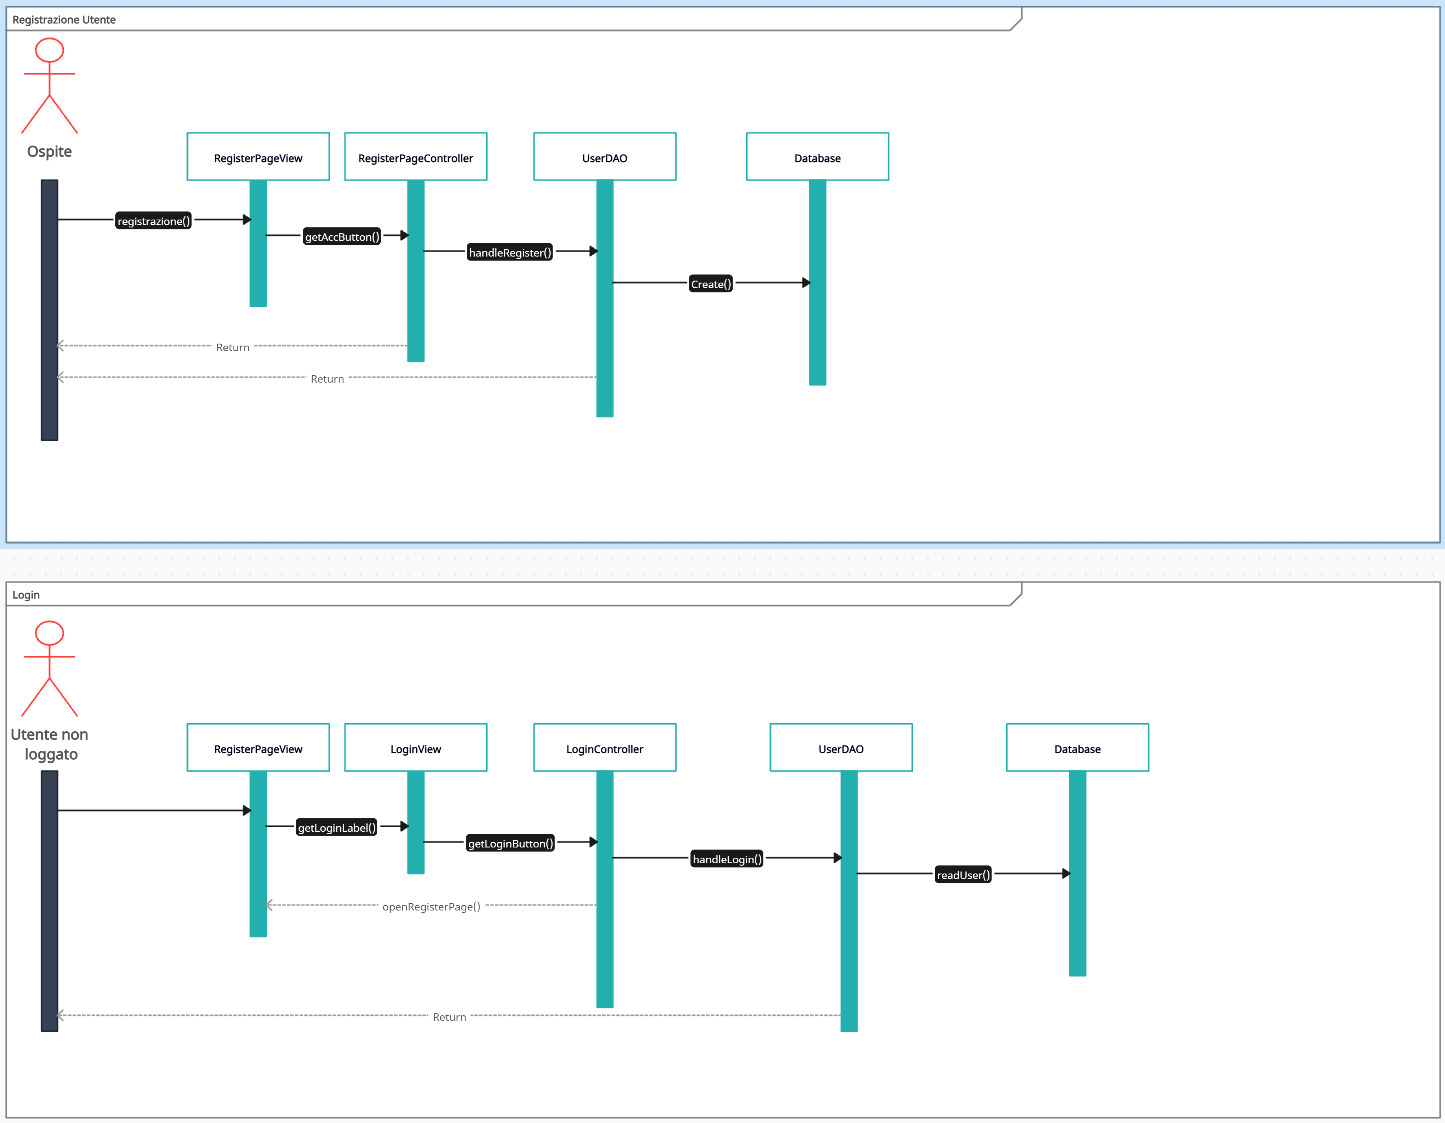 Registrazione Utente
Ospite
RegisterPageView
RegisterPageController
UserDAO
Database
registrazione()
getAccButton()
handleRegister()
Create()
Return
Return
Login
Utente non
loggato
RegisterPageView
LoginView
LoginController
UserDAO
Database
getLoginLabel()
getLoginButton()
handleLogin()
readUser()
openRegisterPage()
Return